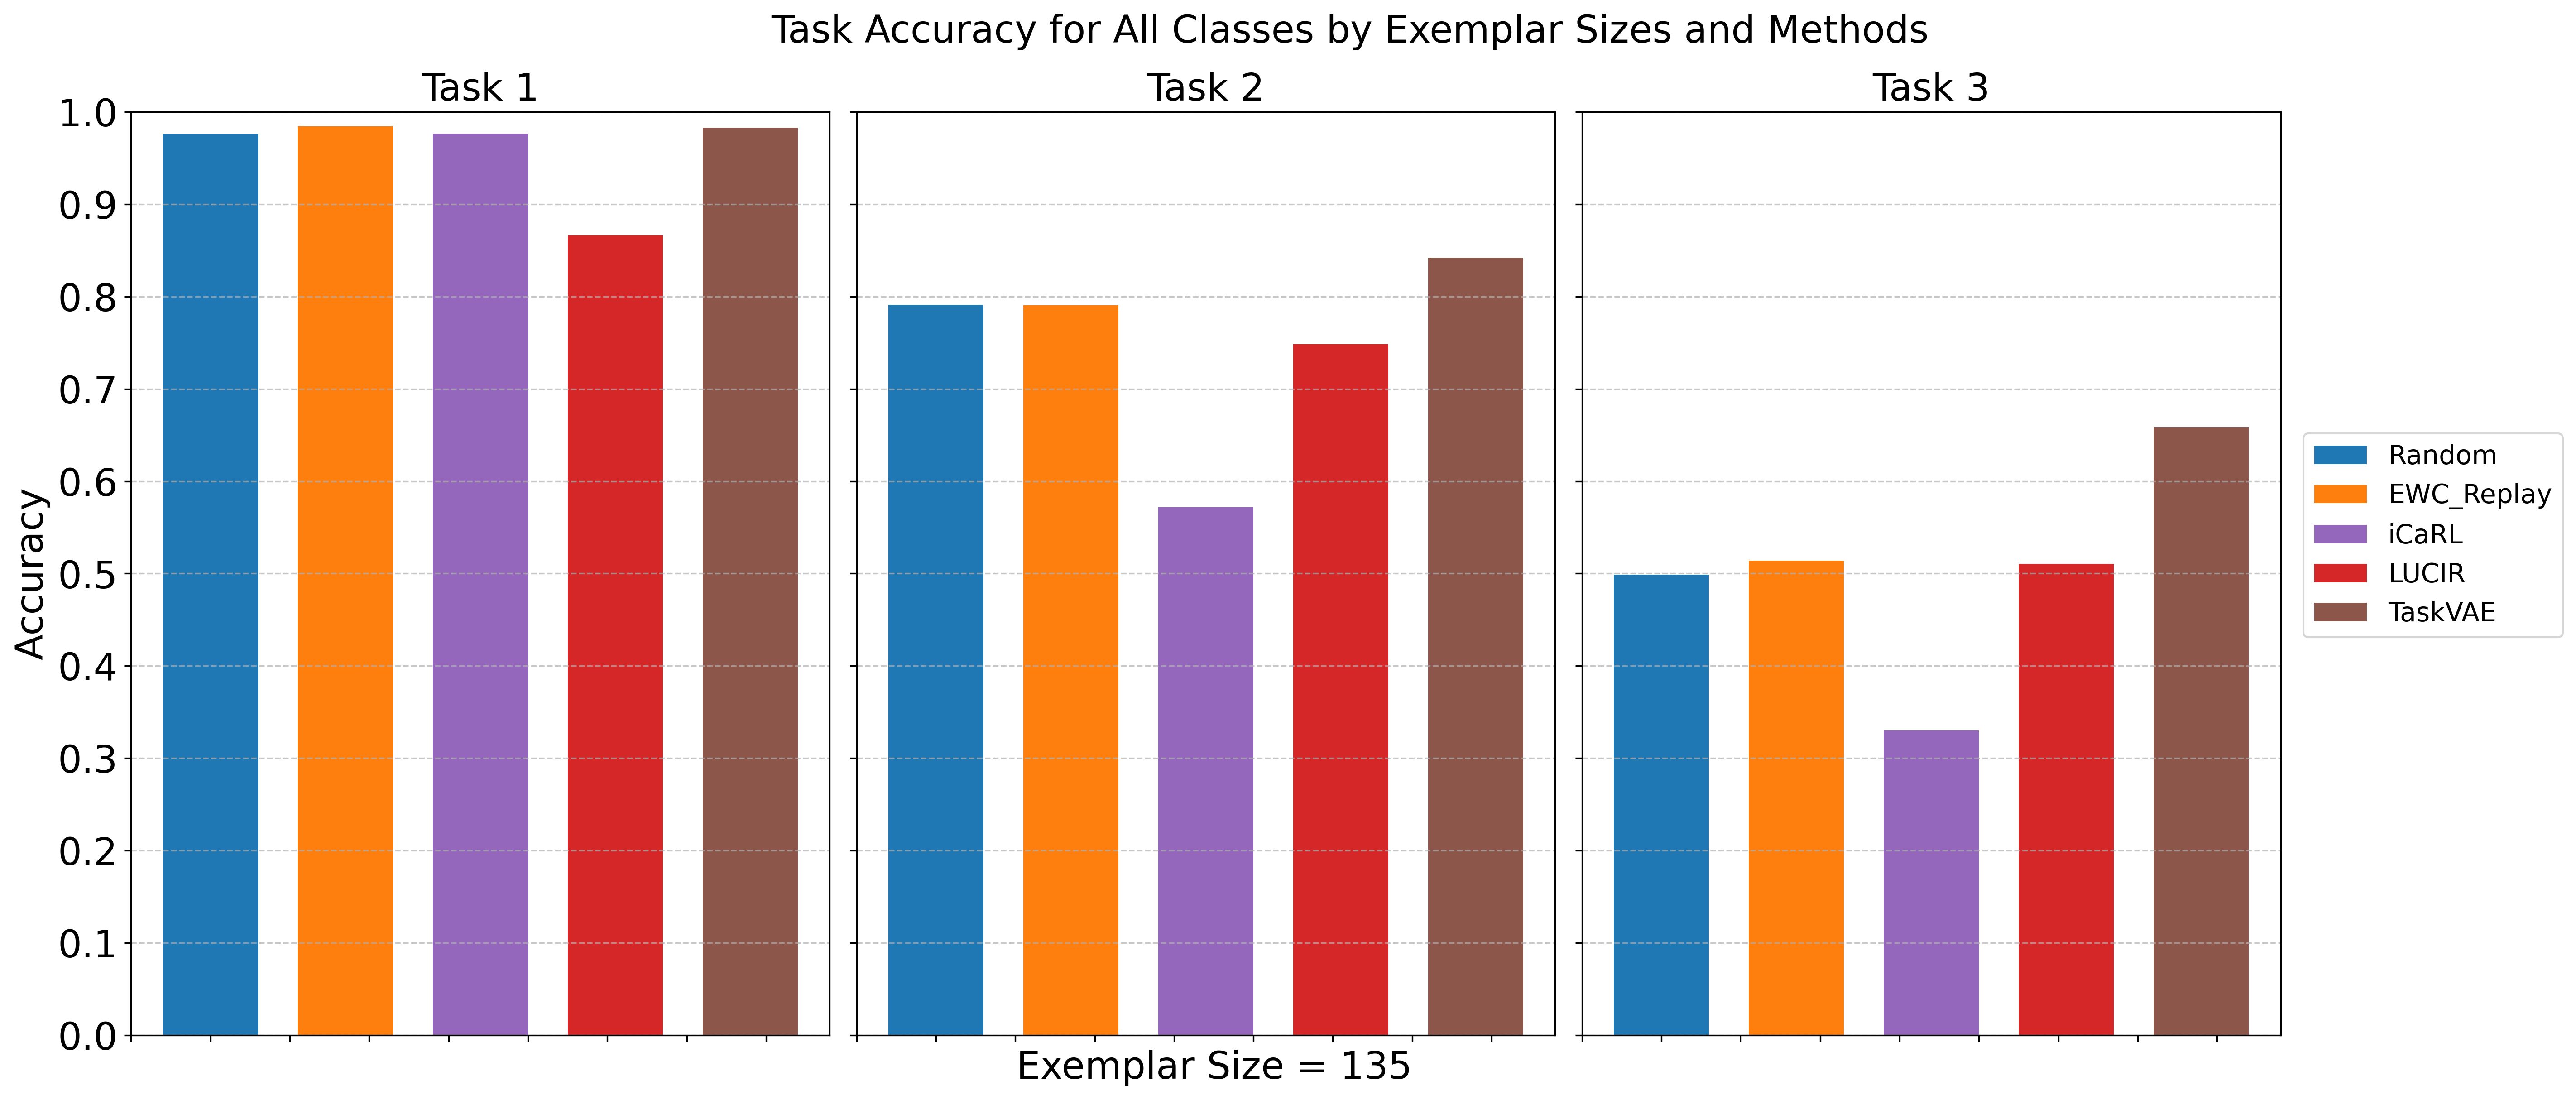 Task Accuracy for All Classes by Exemplar Sizes and Methods
Task 1
Task 2
Task 3
1.0
0.9
0.8
0.7
0.6
0.5
0.4
0.3
0.2
0.1
0.0
Accuracy
Exemplar Size = 135
Random
EWC_Replay
iCaRL
LUCIR
TaskVAE